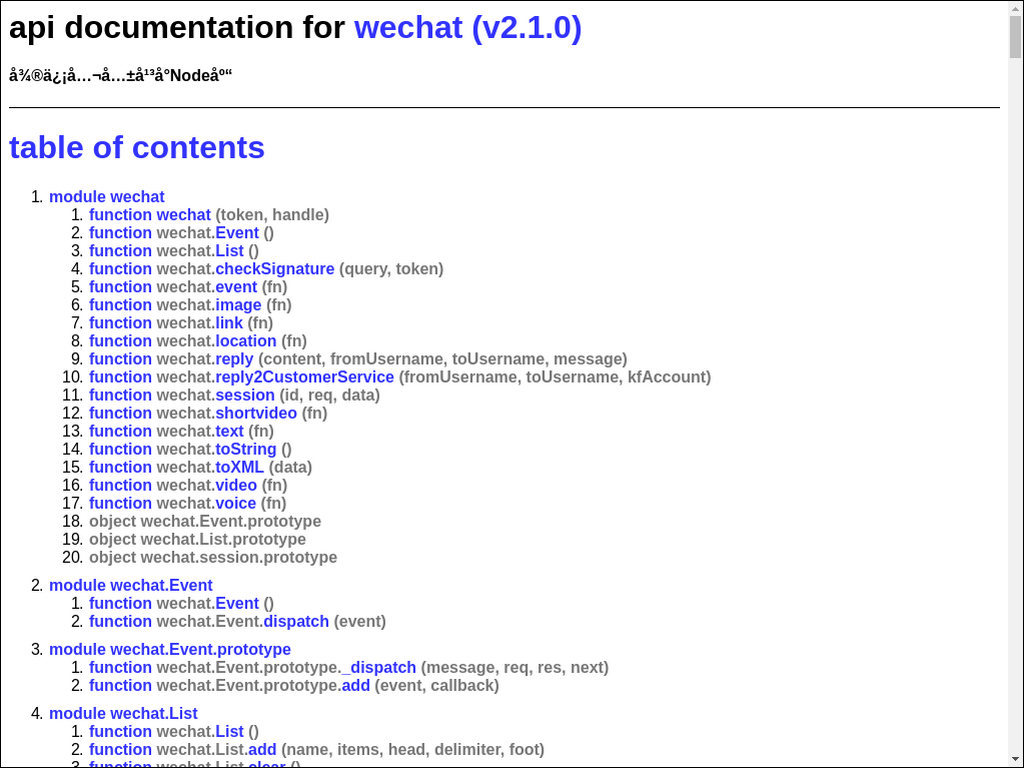 api documentation for wechat (v2.1.0)
å¾®ä¿¡å…¬å…±å¹³å°Nodeåº“
table of contents
1. module wechat
1. function wechat (token, handle)
2. function wechat.Event ()
3. function wechat.List ()
4. function wechat.checkSignature (query, token)
5. function wechat.event (fn)
6. function wechat.image (fn)
7. function wechat.link (fn)
8. function wechat.location (fn)
9. function wechat.reply (content, fromUsername, toUsername, message)
10. function wechat.reply2CustomerService (fromUsername, toUsername, kfAccount)
11. function wechat.session (id, req, data)
12. function wechat.shortvideo (fn)
13. function wechat.text (fn)
14. function wechat.toString ()
15. function wechat.toXML (data)
16. function wechat.video (fn)
17. function wechat.voice (fn)
18. object wechat.Event.prototype
19. object wechat.List.prototype
20. object wechat.session.prototype
2. module wechat.Event
1. function wechat.Event ()
2. function wechat.Event.dispatch (event)
3. module wechat.Event.prototype
1. function wechat.Event.prototype._dispatch (message, req, res, next)
2. function wechat.Event.prototype.add (event, callback)
4. module wechat.List
1. function wechat.List ()
2. function wechat.List.add (name, items, head, delimiter, foot)
3. function wechat.List.clear ()